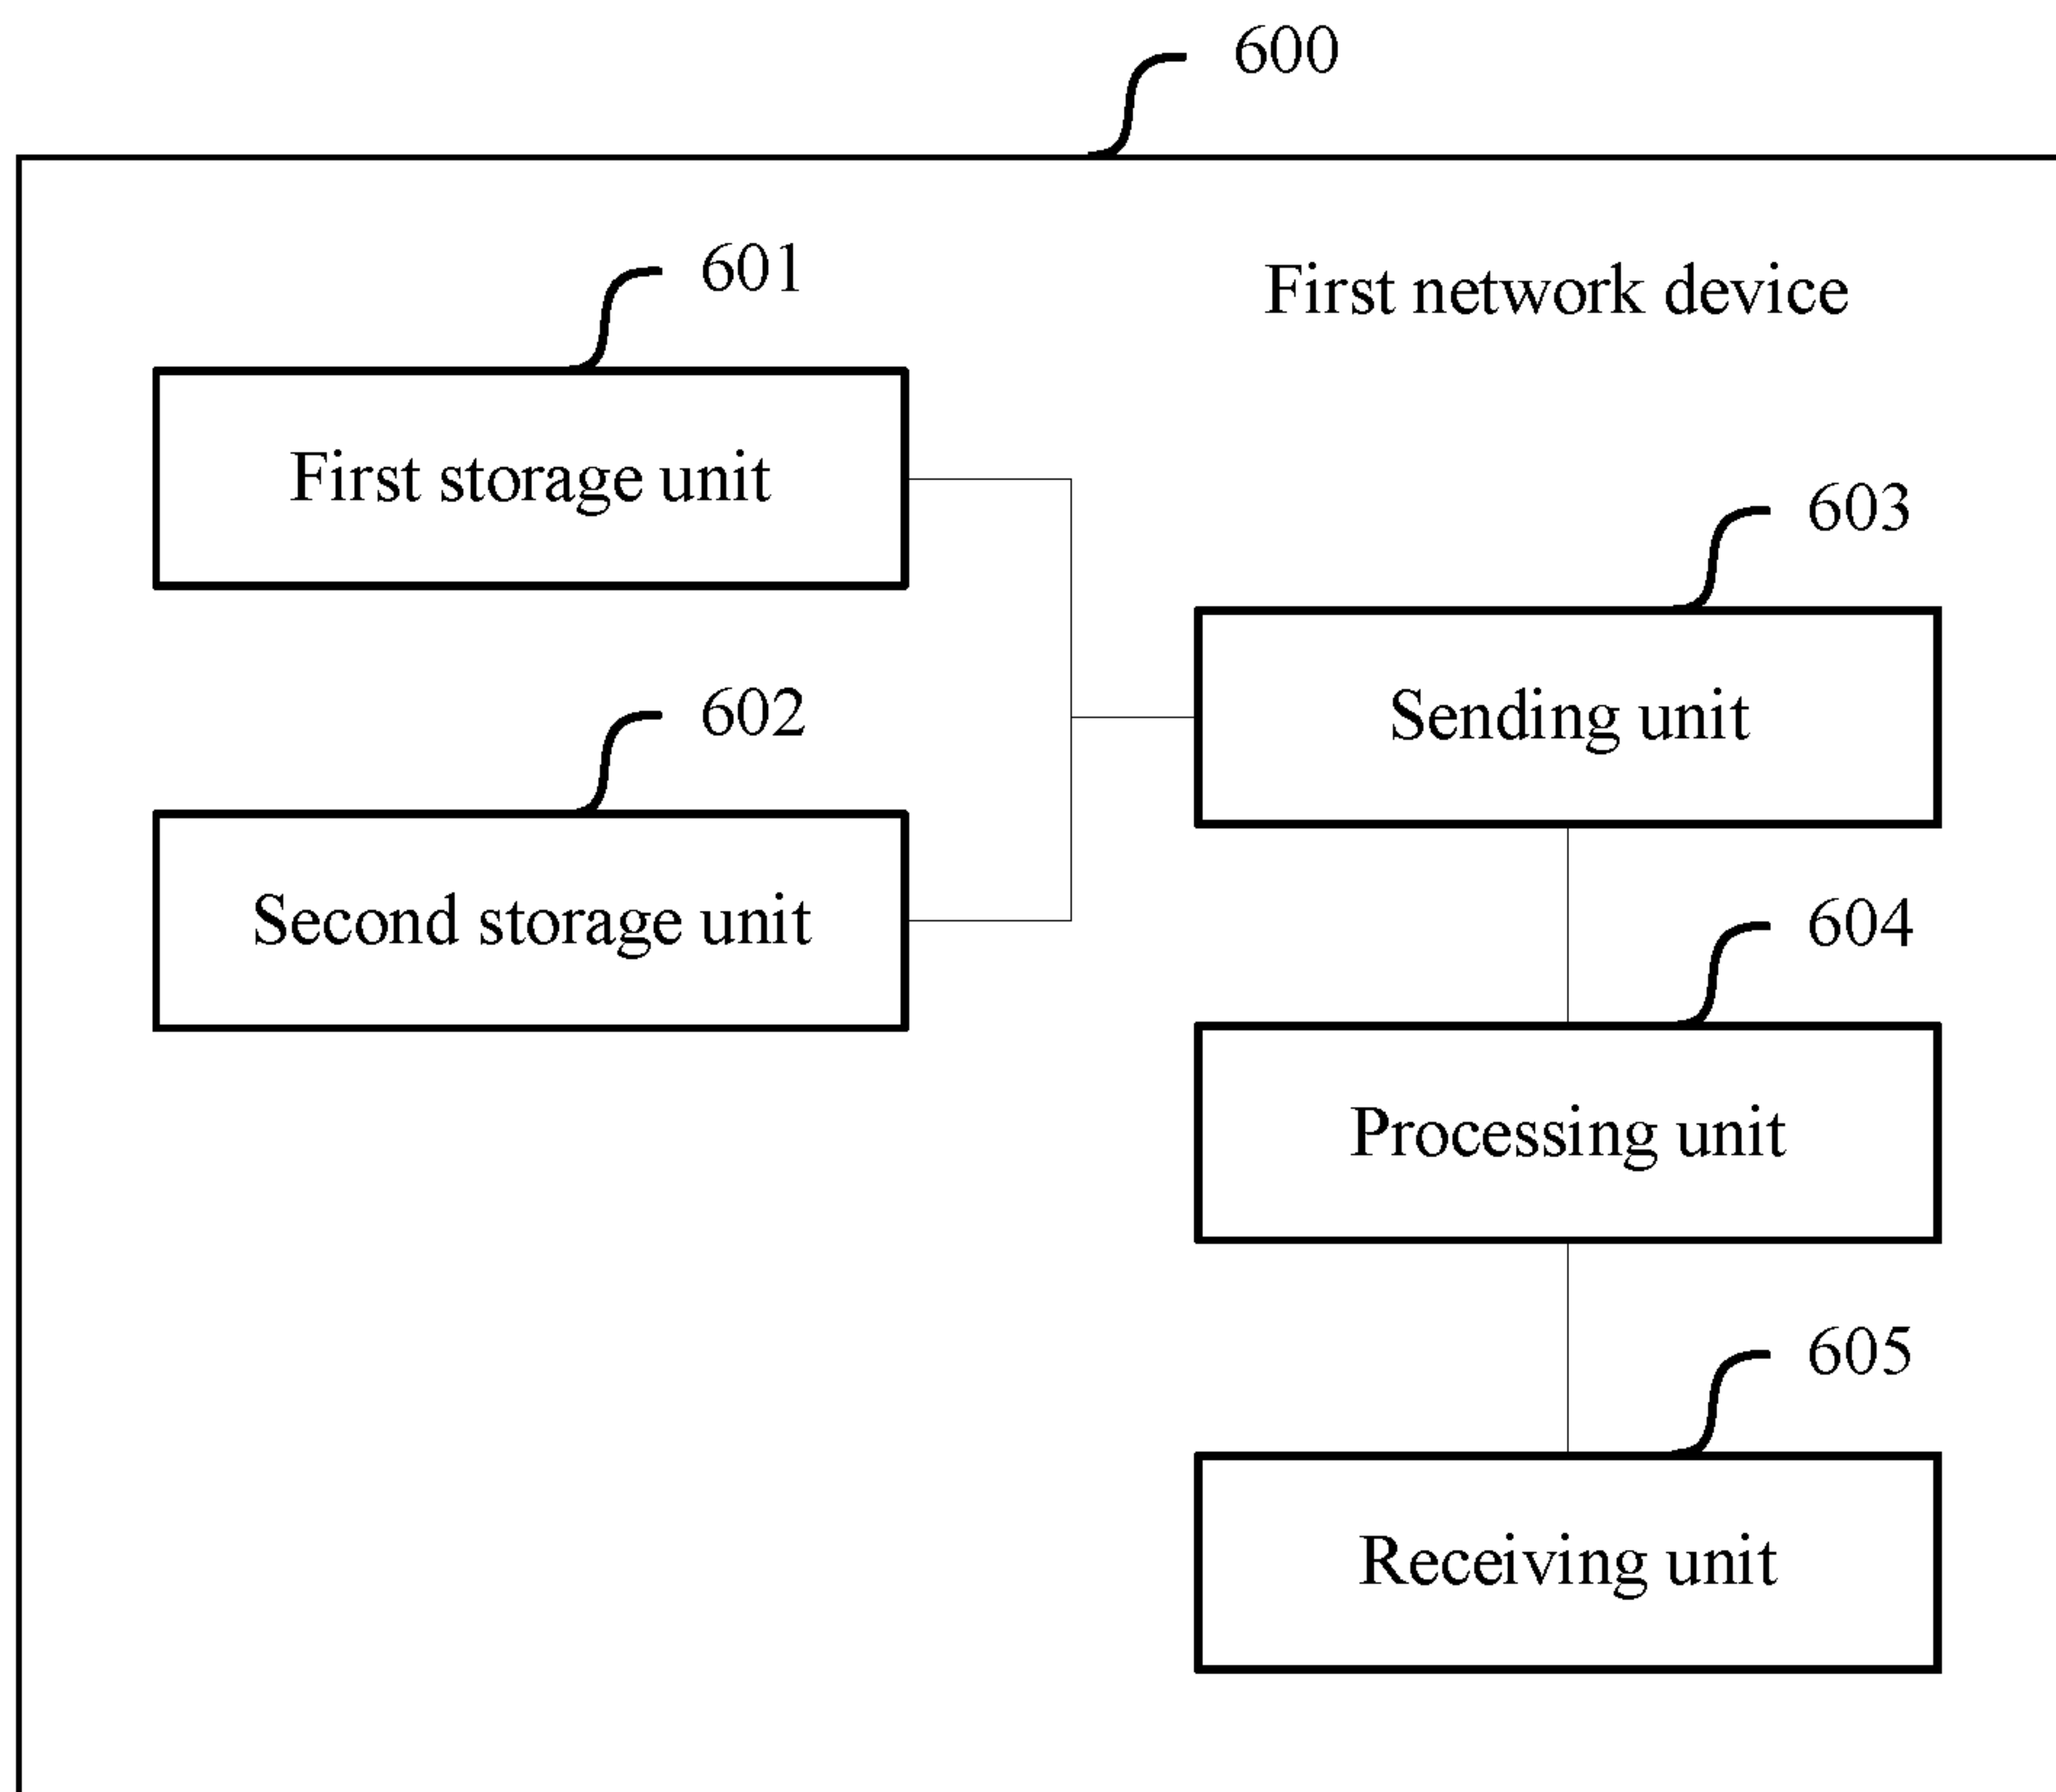 600
First network device
601
First storage unit
603
Sending unit
602
Second storage unit
604
Processing unit
605
Receiving unit